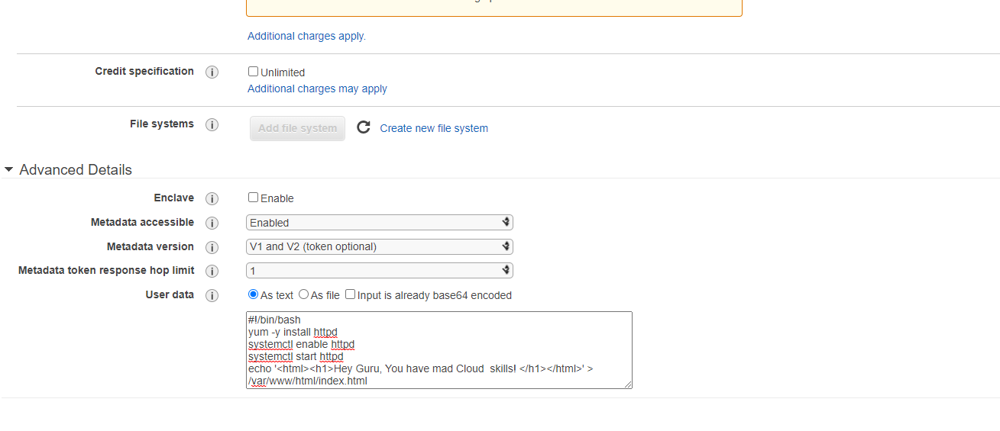 Additional charges apply.
Credit specification i Unlimited
Additional charges may apply
File systems i Add file system Create new file system
Advanced Details
Enclave i Enable
Metadata accessible i Enabled
Metadata version i V1 and V2 (token optional)
Metadata token response hop limit i 1
User data i As text As file Input is already base64 encoded
#!/bin/bash
yum -y install httpd
systemctl enable httpd
systemctl start httpd
echo '<html><h1>Hey Guru, You have mad Cloud  skills! </h1></html>' >
/var/www/html/index.html